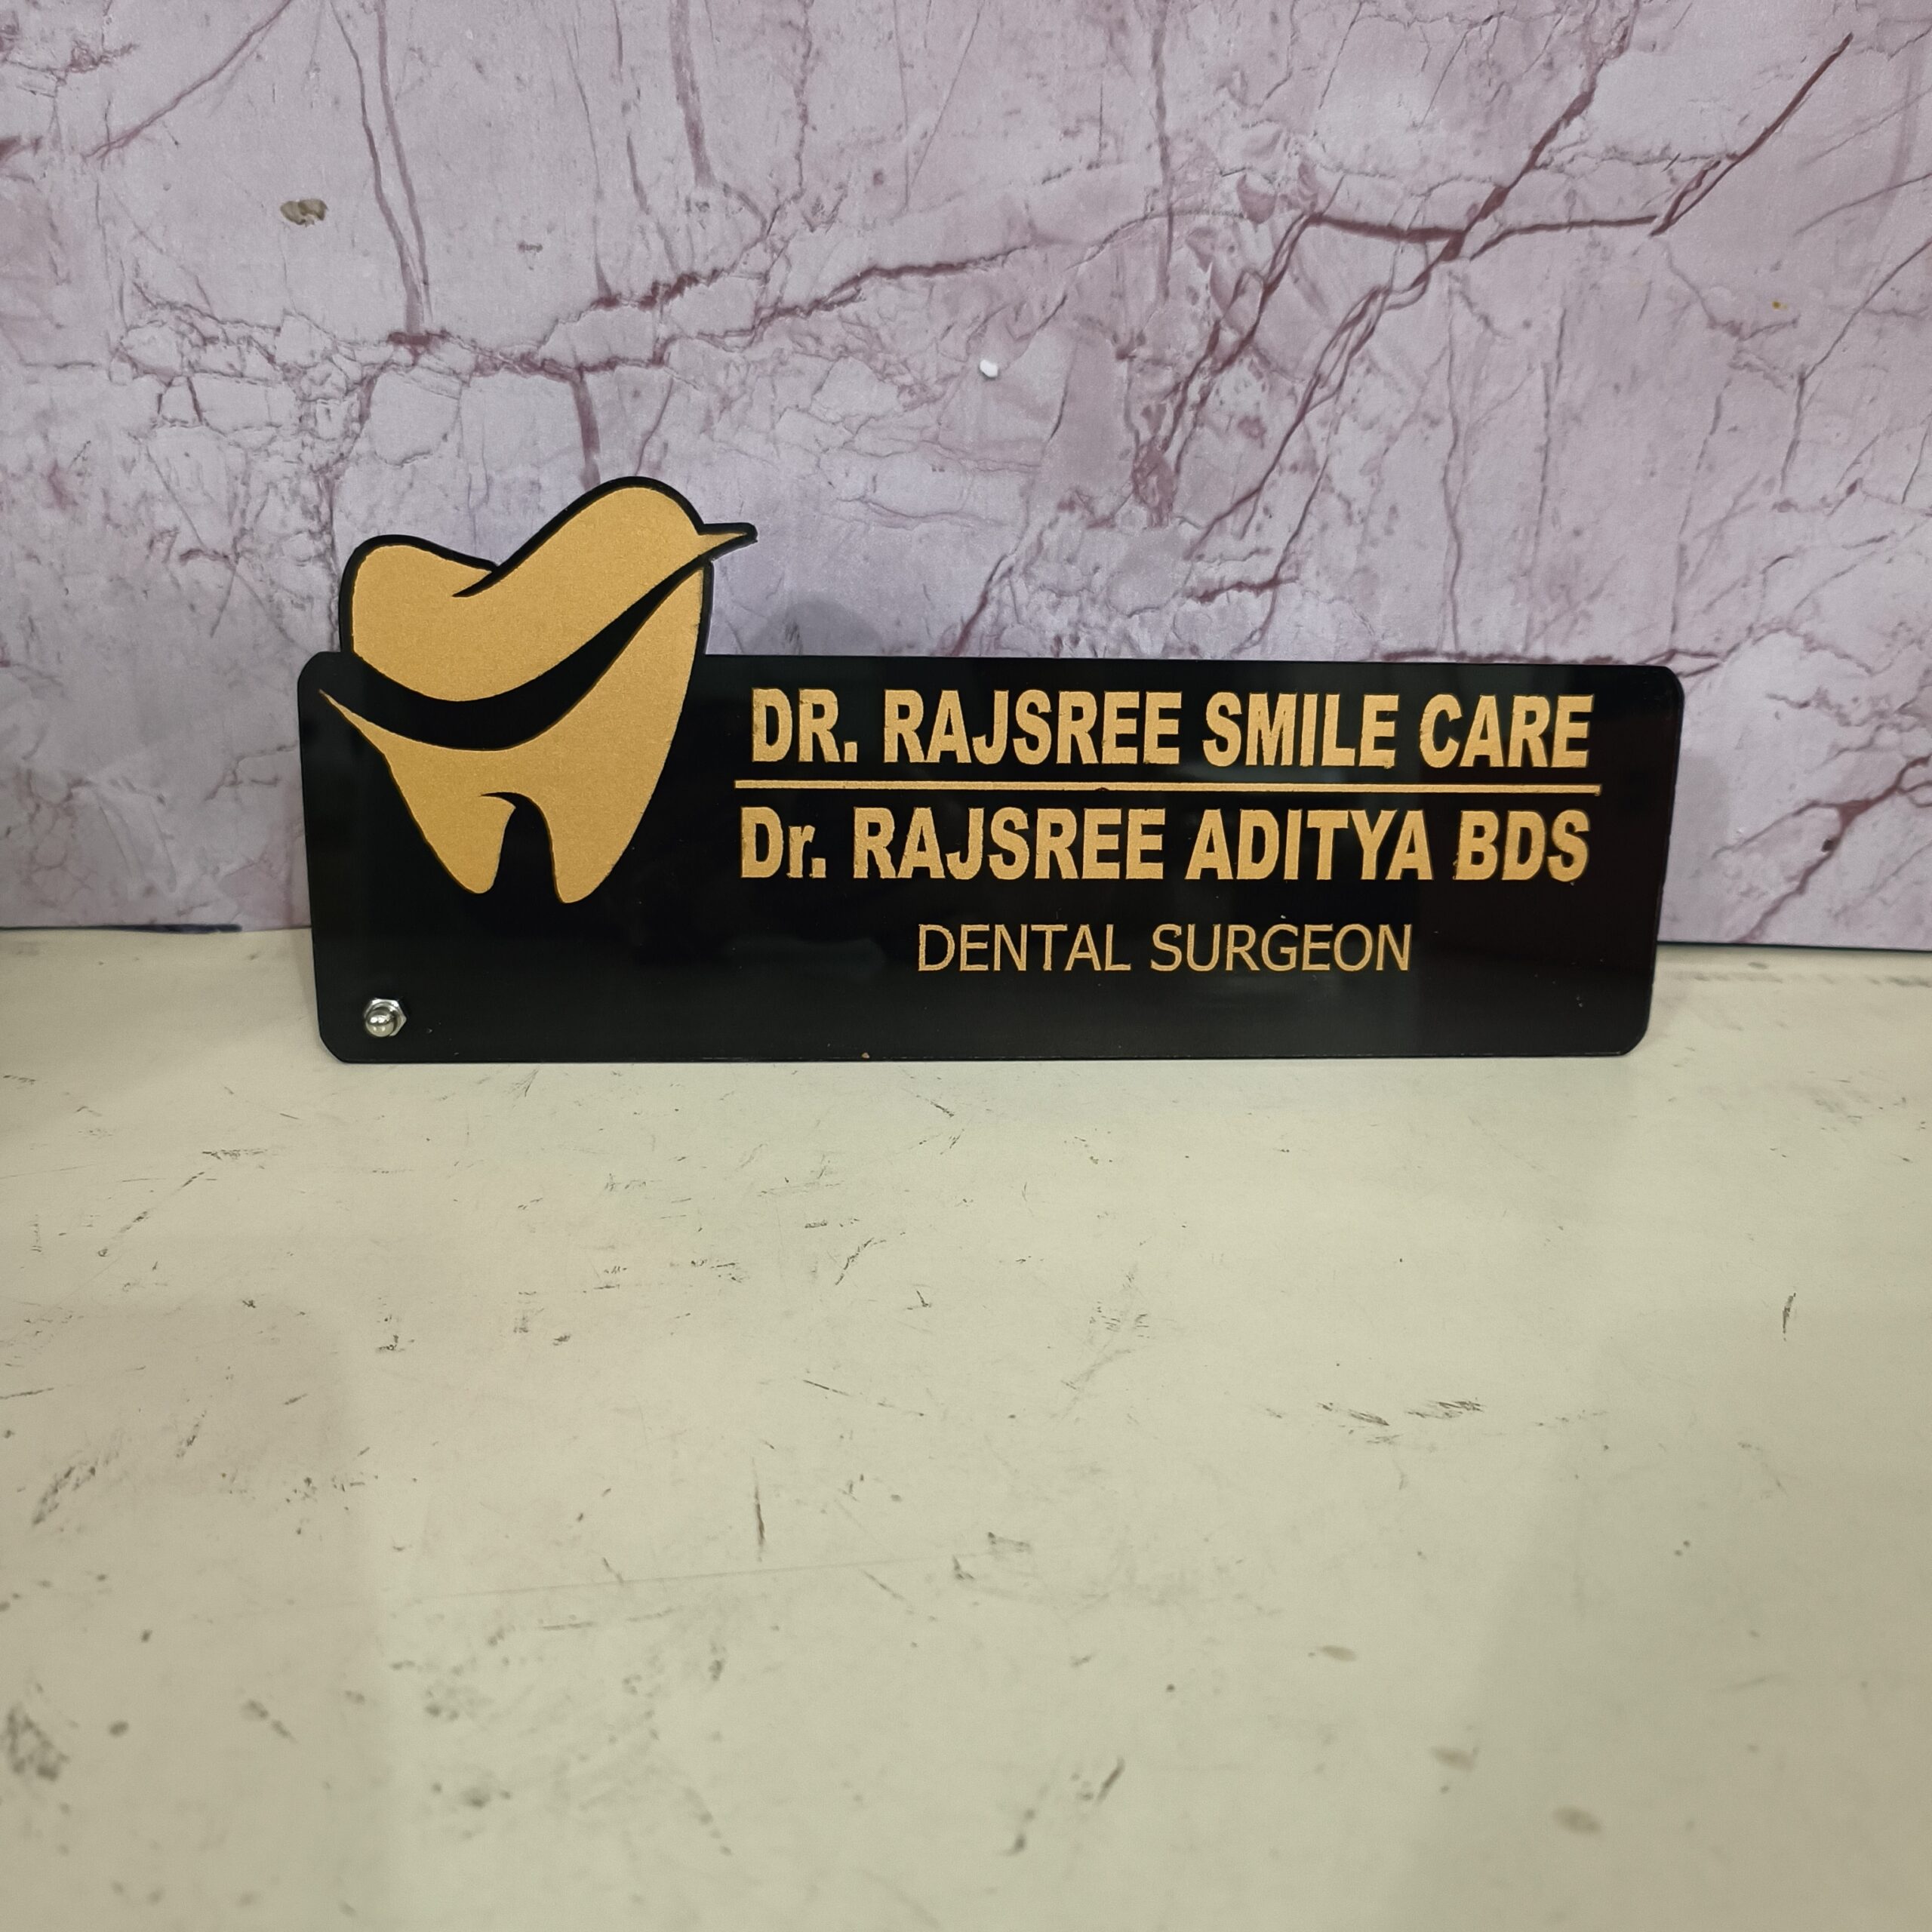 DR. RAJSREE SMILE CARE
Dr. RAJSREE ADITYA BDS
DENTAL SURGEON